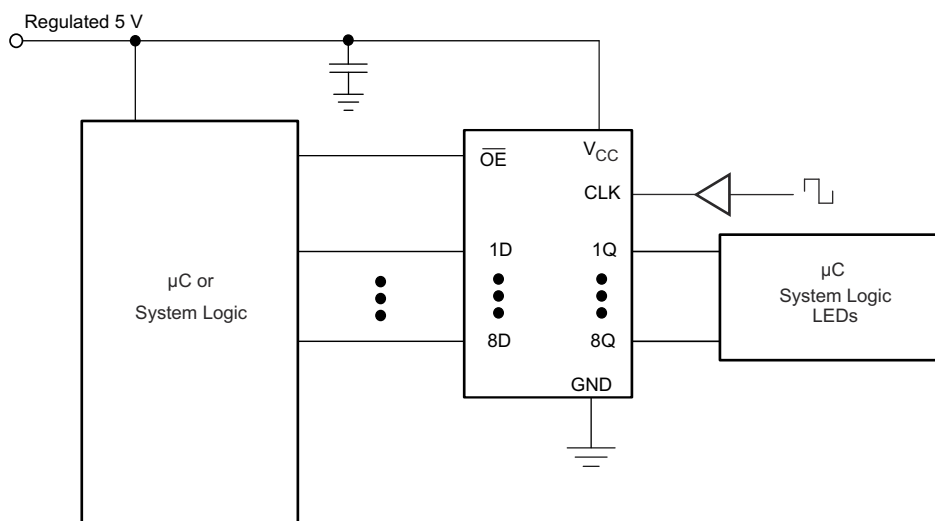 Regulated 5 V
OE
VCC
CLK
1D
1Q
µC or
System Logic
µC
System Logic
LEDs
8D
8Q
GND